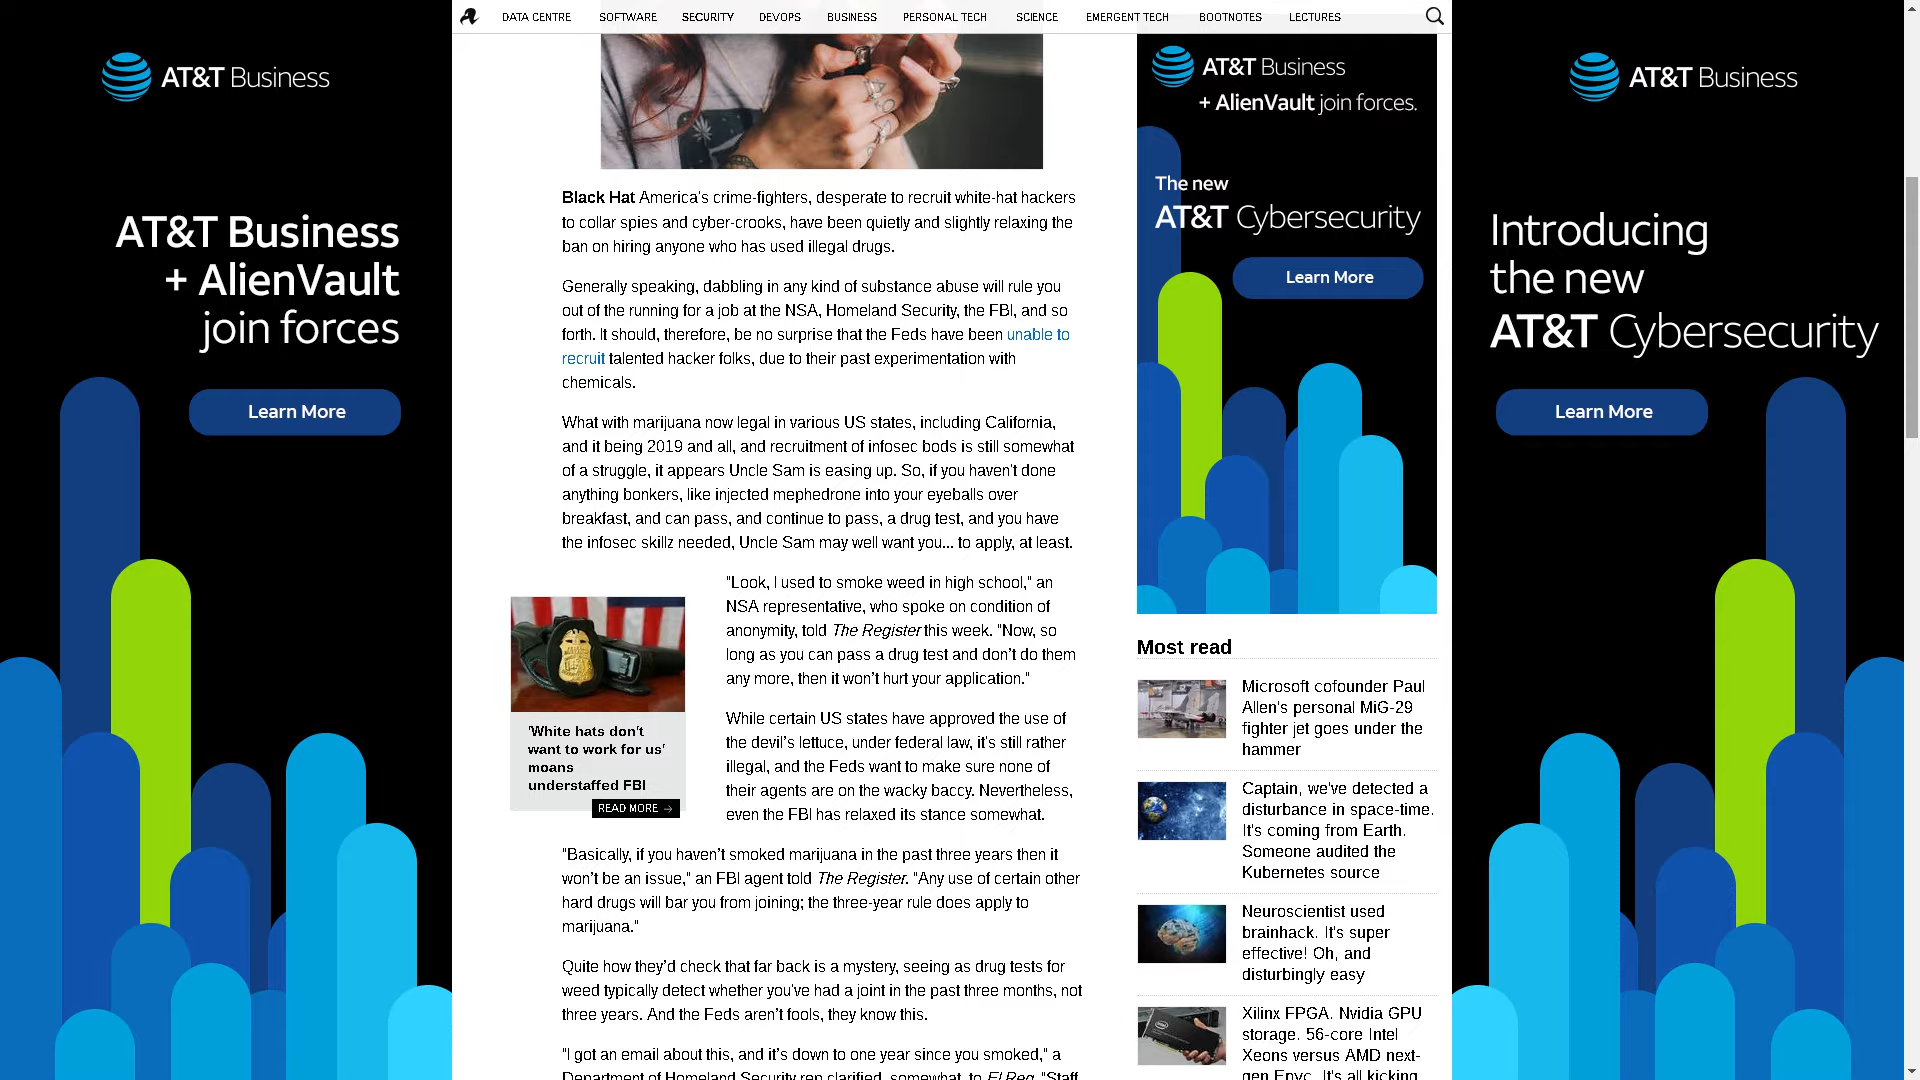 DATA CENTRE SOFTWARE SECURITY DEVOPS BUSINESS PERSONAL TECH SCIENCE EMERGENT TECH BOOTNOTES LECTURES
AT&T Business
AT&T Business
+ AlienVault
join forces
Learn More
Black Hat America's crime-fighters, desperate to recruit white-hat hackers
to collar spies and cyber-crooks, have been quietly and slightly relaxing the
ban on hiring anyone who has used illegal drugs.
Generally speaking, dabbling in any kind of substance abuse will rule you
out of the running for a job at the NSA, Homeland Security, the FBI, and so
forth. It should, therefore, be no surprise that the Feds have been unable to
recruit talented hacker folks, due to their past experimentation with
chemicals.
What with marijuana now legal in various US states, including California,
and it being 2019 and all, and recruitment of infosec bods is still somewhat
of a struggle, it appears Uncle Sam is easing up. So, if you haven't done
anything bonkers, like injected mephedrone into your eyeballs over
breakfast, and can pass, and continue to pass, a drug test, and you have
the infosec skillz needed, Uncle Sam may well want you... to apply, at least.
'White hats don't
want to work for us'
moans
understaffed FBI
READ MORE →
"Look, I used to smoke weed in high school," an
NSA representative, who spoke on condition of
anonymity, told The Register this week. "Now, so
long as you can pass a drug test and don't do them
any more, then it won't hurt your application."
While certain US states have approved the use of
the devil's lettuce, under federal law, it's still rather
illegal, and the Feds want to make sure none of
their agents are on the wacky baccy. Nevertheless,
even the FBI has relaxed its stance somewhat.
"Basically, if you haven't smoked marijuana in the past three years then it
won't be an issue," an FBI agent told The Register. "Any use of certain other
hard drugs will bar you from joining; the three-year rule does apply to
marijuana."
Quite how they'd check that far back is a mystery, seeing as drug tests for
weed typically detect whether you've had a joint in the past three months, not
three years. And the Feds aren't fools, they know this.
"I got an email about this, and it's down to one year since you smoked," a
Department of Homeland Security rep clarified, somewhat, to El Reg. "Staff
AT&T Business
+ AlienVault join forces.
The new
AT&T Cybersecurity
Learn More
Most read
Microsoft cofounder Paul
Allen's personal MiG-29
fighter jet goes under the
hammer
Captain, we've detected a
disturbance in space-time.
It's coming from Earth.
Someone audited the
Kubernetes source
Neuroscientist used
brainhack. It's super
effective! Oh, and
disturbingly easy
Xilinx FPGA. Nvidia GPU
storage. 56-core Intel
Xeons versus AMD next-
gen Epyc. It's all kicking
AT&T Business
Introducing
the new
AT&T Cybersecurity
Learn More